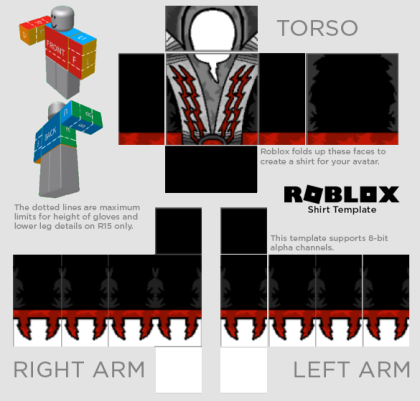 TORSO
FRONT
F
BACK
Roblox folds up these faces to
create a shirt for your avatar.
ROBLOX
Shirt Template
The dotted lines are maximum
limits for height of gloves and
lower leg details on R15 only.
This template supports 8-bit
alpha channels.
RIGHT ARM
LEFT ARM